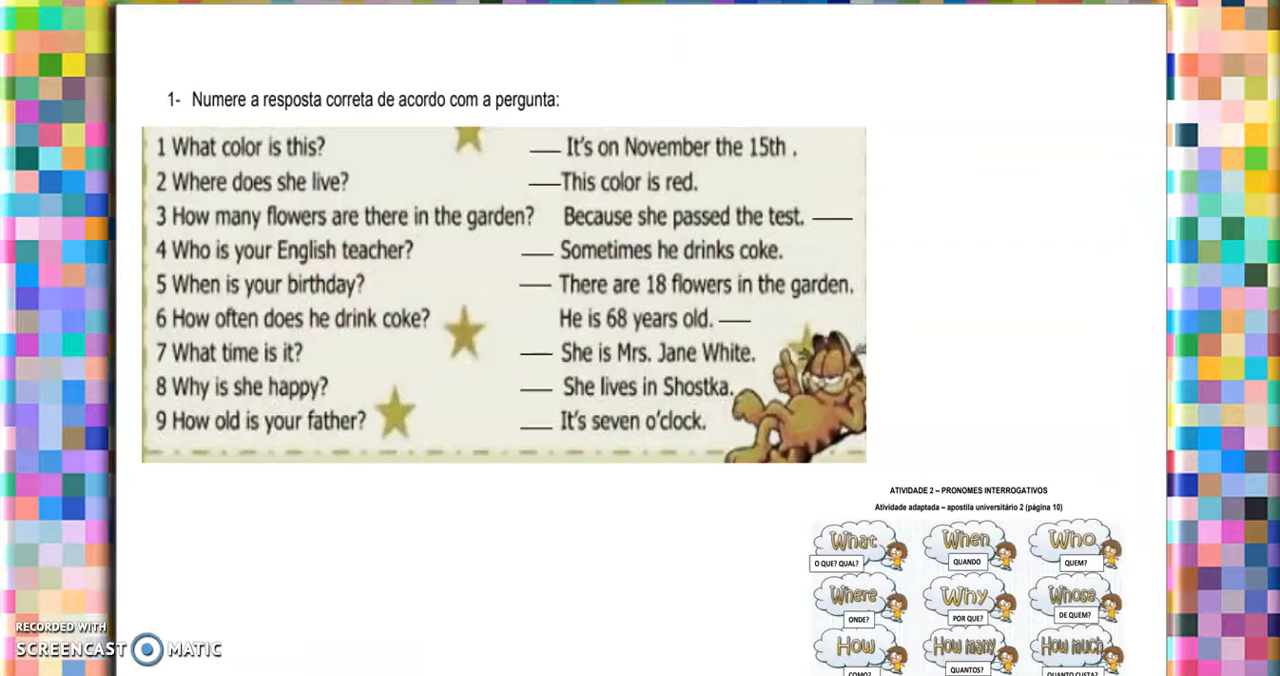 1- Numere a resposta correta de acordo com a pergunta:
1 What color is this? ___ It's on November the 15th .
2 Where does she live? ___This color is red.
3 How many flowers are there in the garden? Because she passed the test. ___
4 Who is your English teacher? ___ Sometimes he drinks coke.
5 When is your birthday? ___ There are 18 flowers in the garden.
6 How often does he drink coke? He is 68 years old. ___
7 What time is it? ___ She is Mrs. Jane White.
8 Why is she happy? ___ She lives in Shostka.
9 How old is your father? ___ It's seven o'clock.
ATIVIDADE 2 – PRONOMES INTERROGATIVOS
Atividade adaptada – apostila universitário 2 (página 10)
What When Who
O QUE? QUAL? QUANDO QUEM?
Where Why Whose
ONDE? POR QUE? DE QUEM?
How How many How much
COMO? QUANTOS? QUANTO CUSTA?
RECORDED WITH
SCREENCAST MATIC